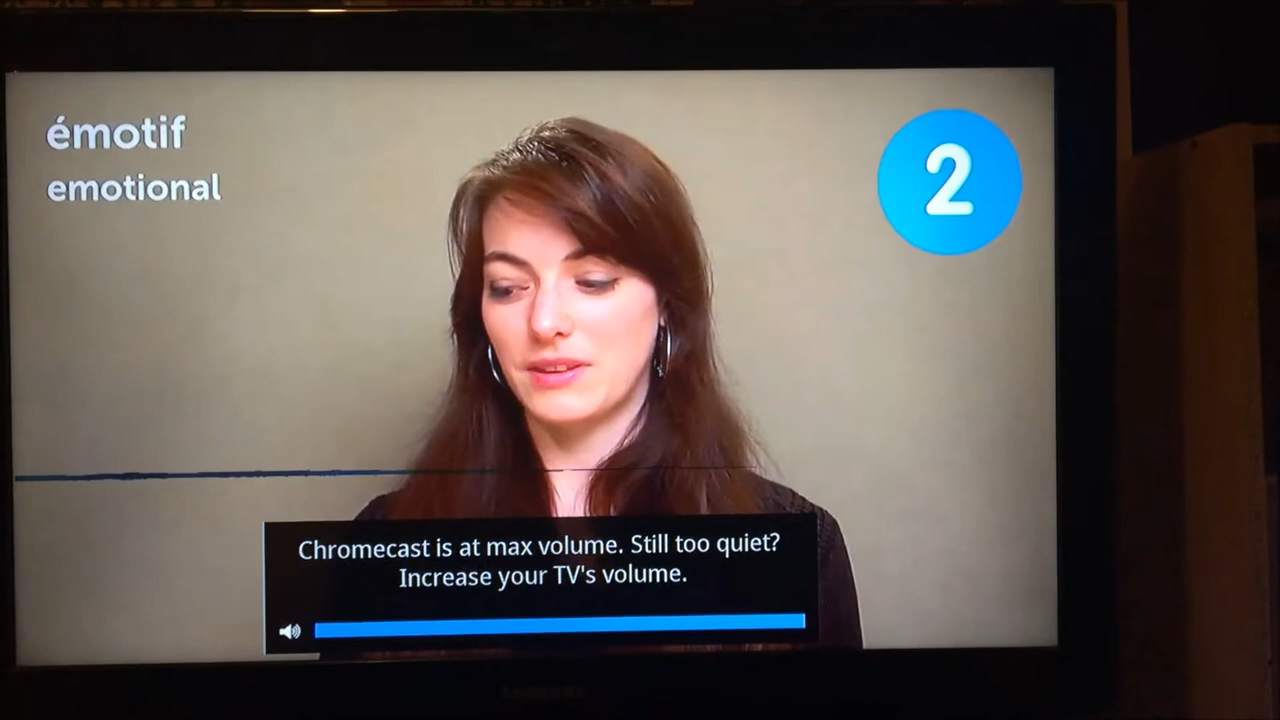 émotif
emotional
2
Chromecast is at max volume. Still too quiet?
Increase your TV's volume.